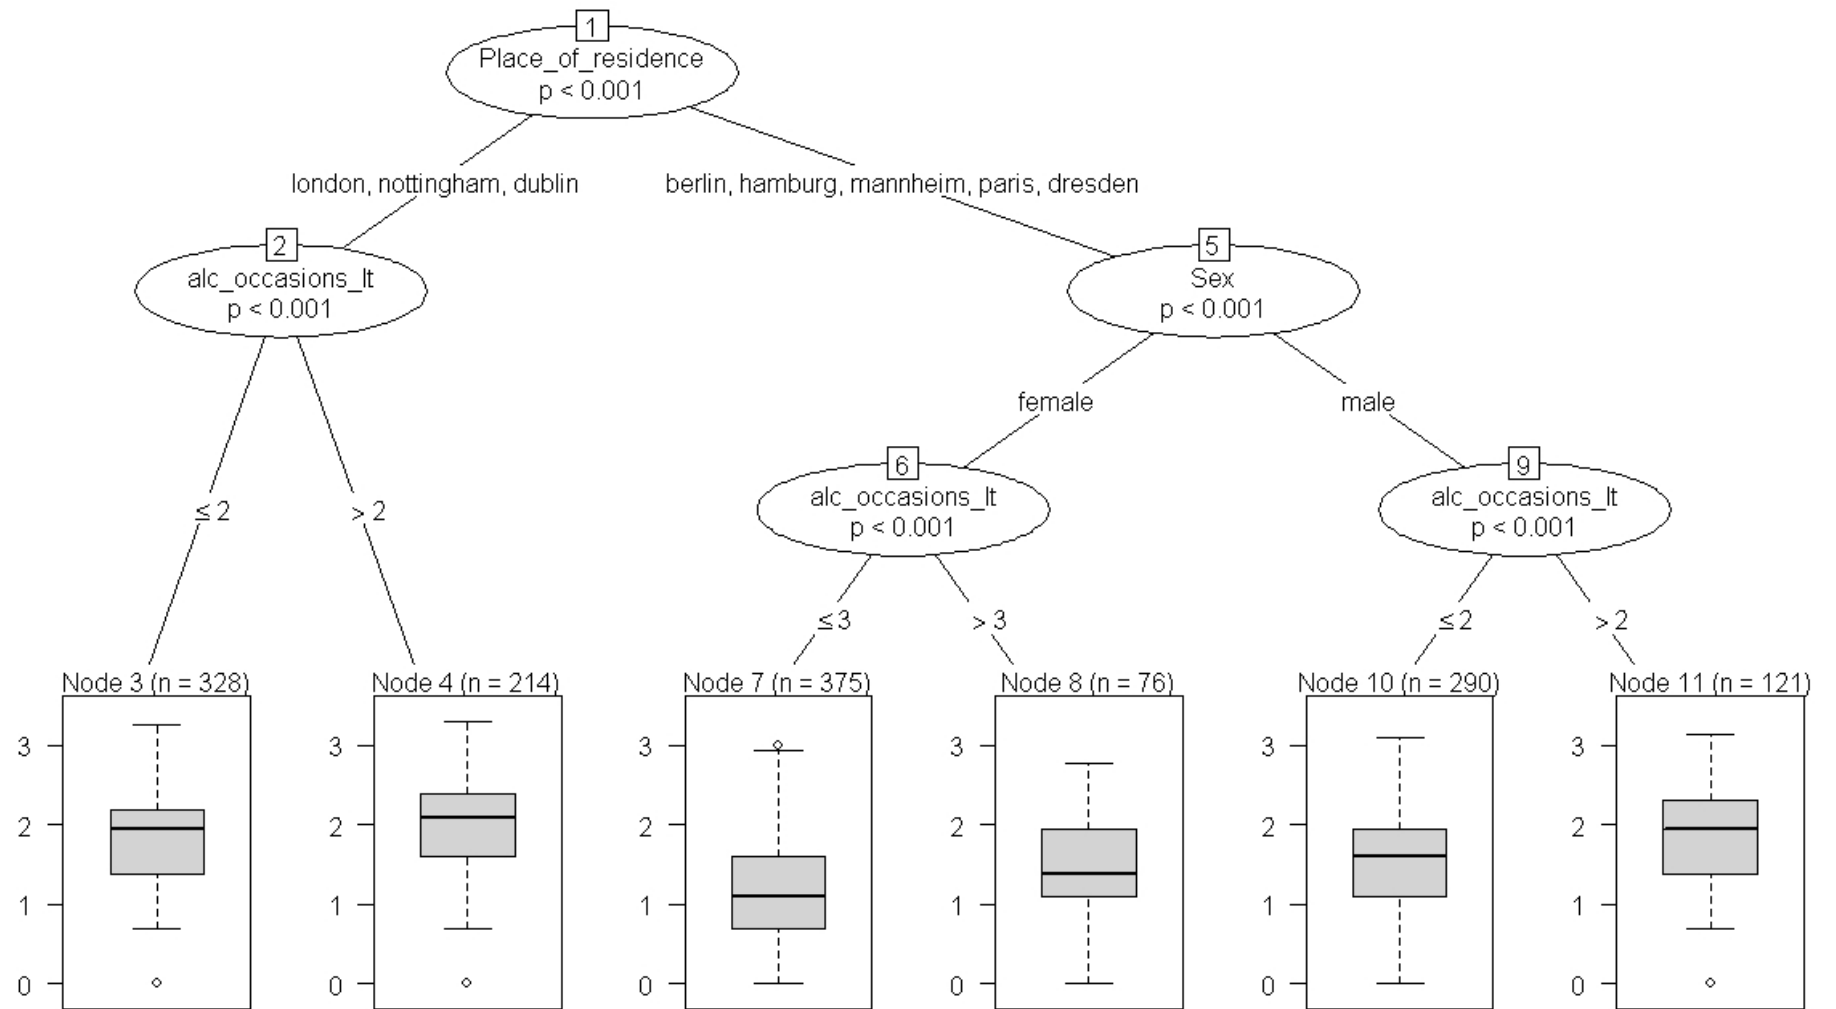 1
Place_of_residence
p < 0.001
london, nottingham, dublin
berlin, hamburg, mannheim, paris, dresden
2
alc_occasions_lt
p < 0.001
5
Sex
p < 0.001
female
male
6
alc_occasions_lt
p < 0.001
9
alc_occasions_lt
p < 0.001
≤ 2
> 2
≤ 3
> 3
≤ 2
> 2
Node 3 (n = 328)
3
2
1
0
Node 4 (n = 214)
3
2
1
0
Node 7 (n = 375)
3
2
1
0
Node 8 (n = 76)
3
2
1
0
Node 10 (n = 290)
3
2
1
0
Node 11 (n = 121)
3
2
1
0